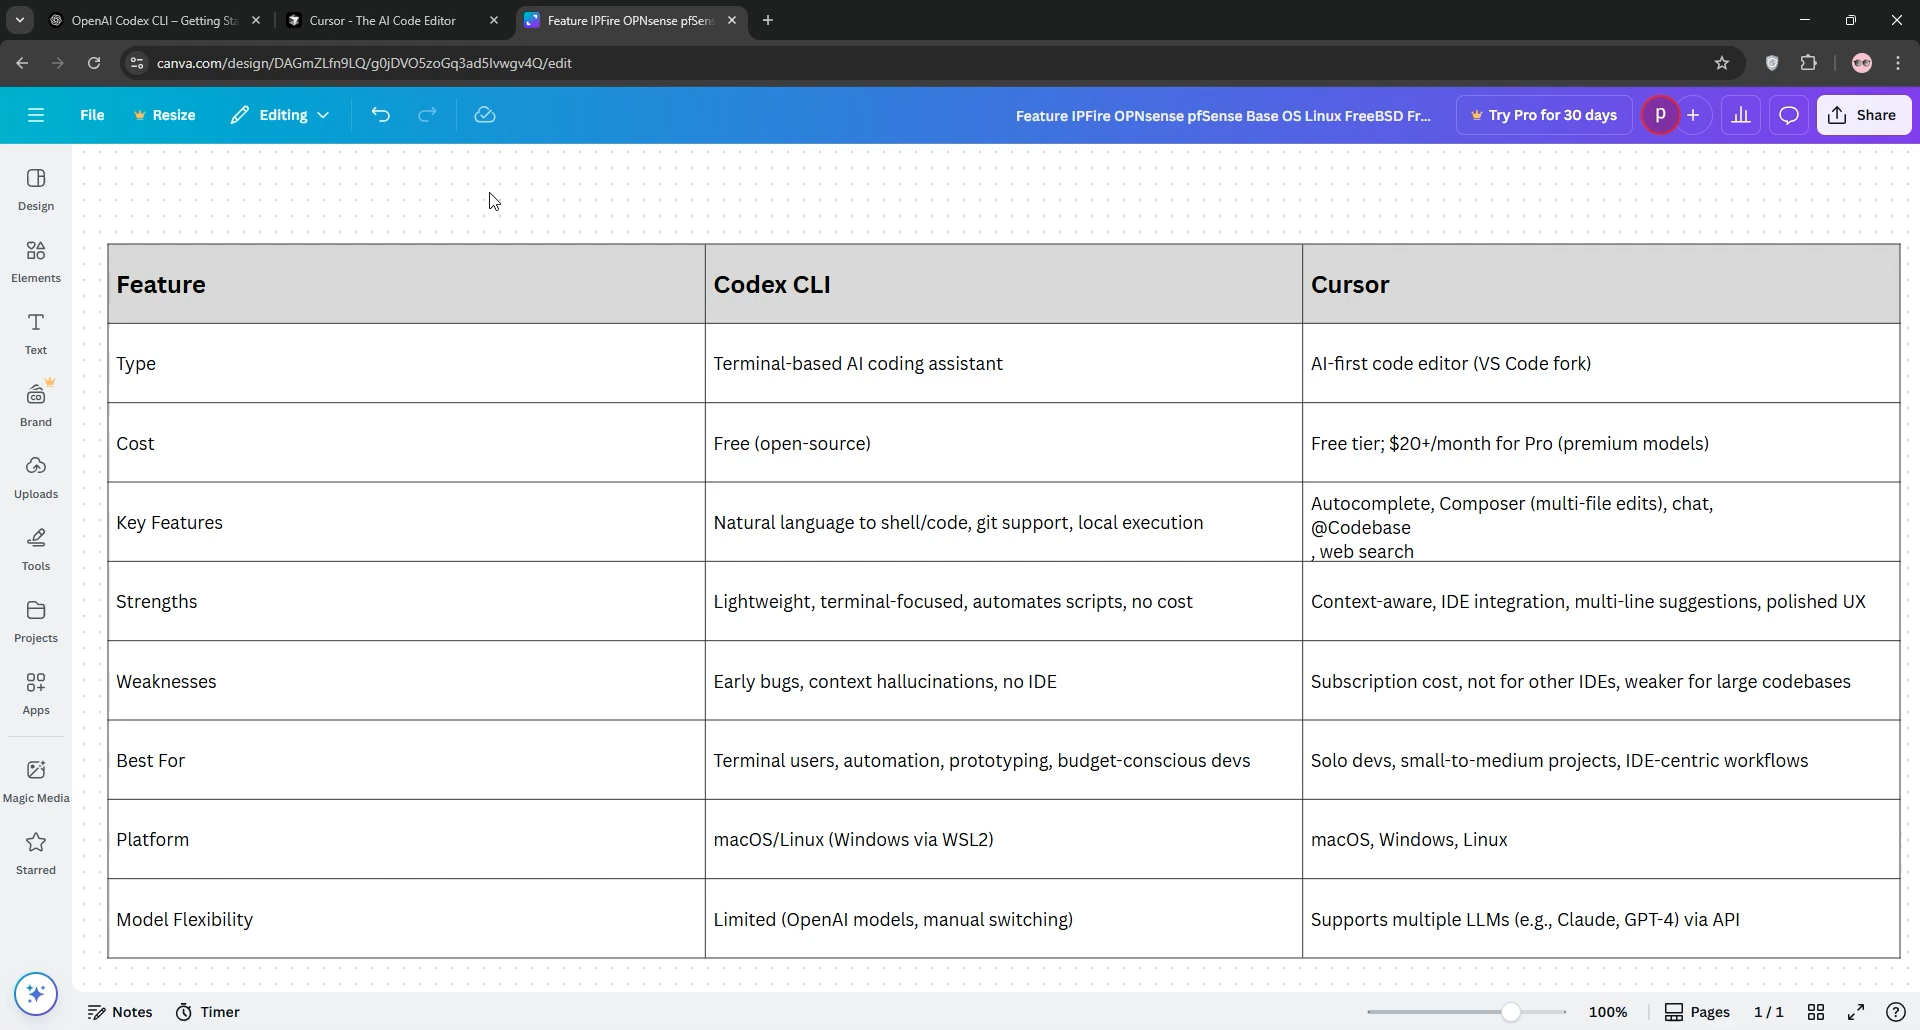 OpenAI Codex CLI – Getting Sta
Cursor - The AI Code Editor
Feature IPFire OPNsense pfSens
canva.com/design/DAGmZLfn9LQ/g0jDVO5zoGq3ad5lvwgv4Q/edit
File
Resize
Editing
Feature IPFire OPNsense pfSense Base OS Linux FreeBSD Fr...
Try Pro for 30 days
p
Share
Design
Elements
Text
Brand
Uploads
Tools
Projects
Apps
Magic Media
Starred
Feature Codex CLI Cursor
Type Terminal-based AI coding assistant AI-first code editor (VS Code fork)
Cost Free (open-source) Free tier; $20+/month for Pro (premium models)
Key Features Natural language to shell/code, git support, local execution Autocomplete, Composer (multi-file edits), chat,
@Codebase
, web search
Strengths Lightweight, terminal-focused, automates scripts, no cost Context-aware, IDE integration, multi-line suggestions, polished UX
Weaknesses Early bugs, context hallucinations, no IDE Subscription cost, not for other IDEs, weaker for large codebases
Best For Terminal users, automation, prototyping, budget-conscious devs Solo devs, small-to-medium projects, IDE-centric workflows
Platform macOS/Linux (Windows via WSL2) macOS, Windows, Linux
Model Flexibility Limited (OpenAI models, manual switching) Supports multiple LLMs (e.g., Claude, GPT-4) via API
Notes
Timer
100%
Pages
1 / 1